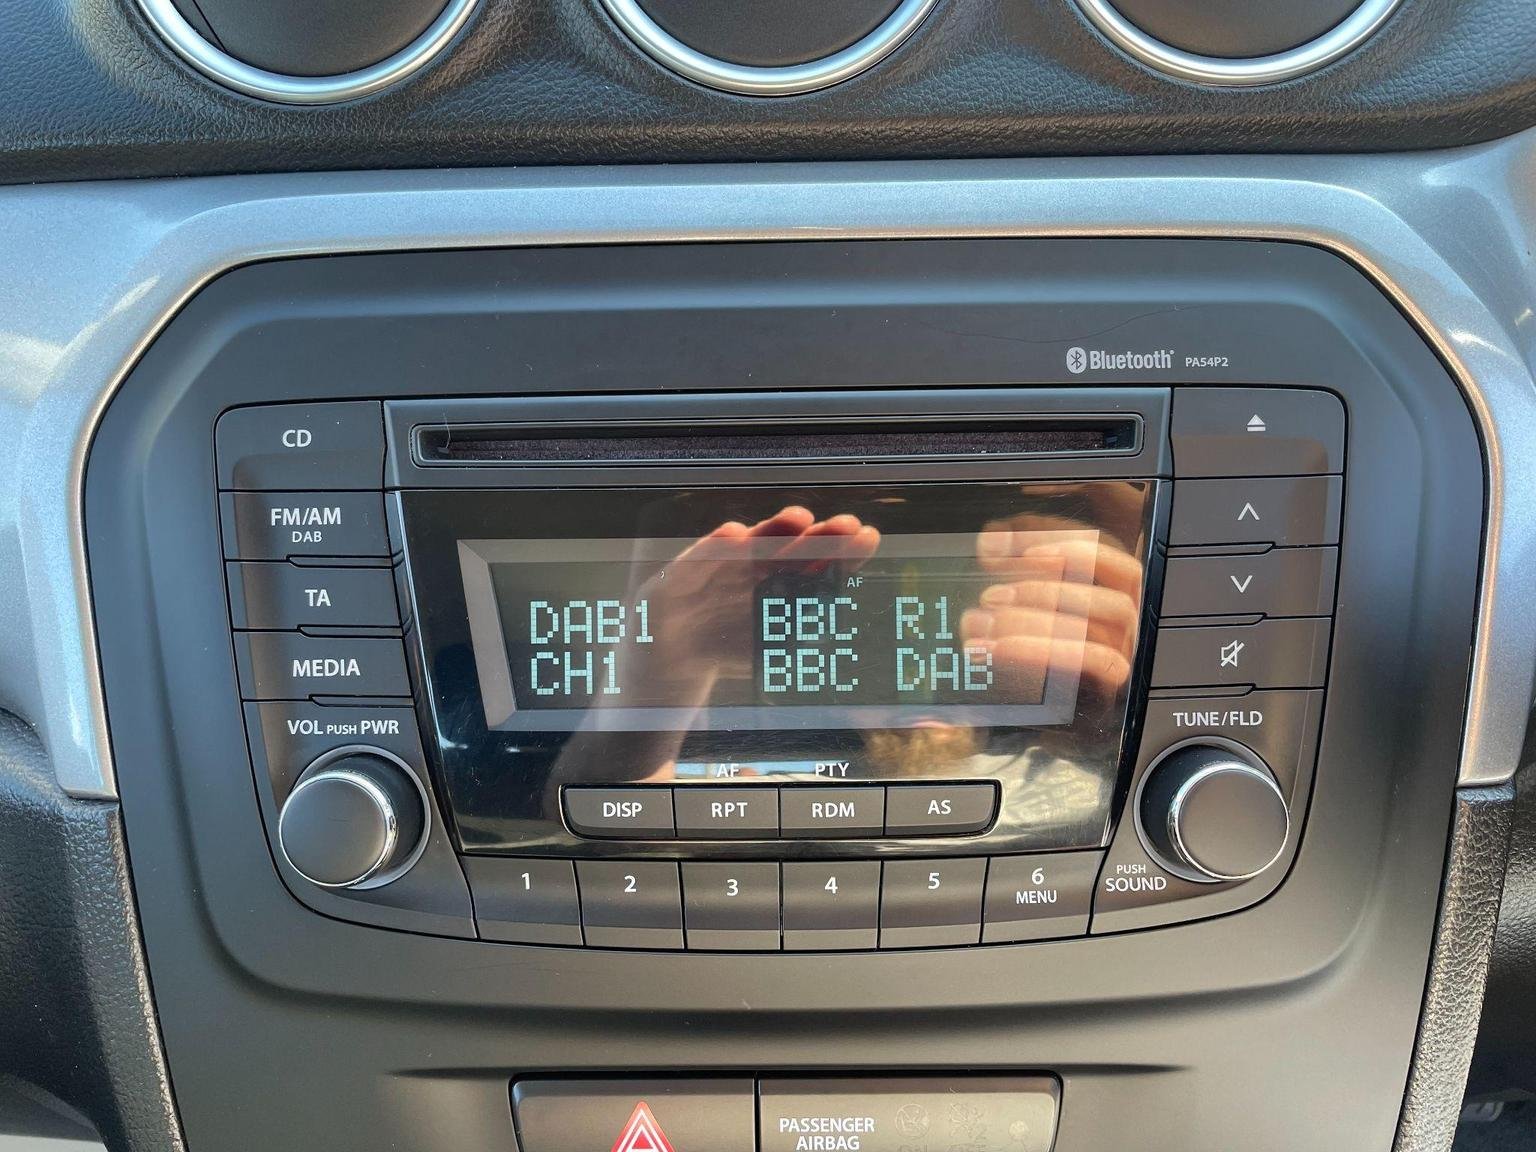 Bluetooth® PA54P2
CD
FM/AM
DAB
TA
MEDIA
VOL PUSH PWR
AF
DAB1 BBC R1
CH1 BBC DAB
TUNE/FLD
AF PTY
DISP RPT RDM AS
1 2 3 4 5 6
MENU
PUSH
SOUND
PASSENGER
AIRBAG